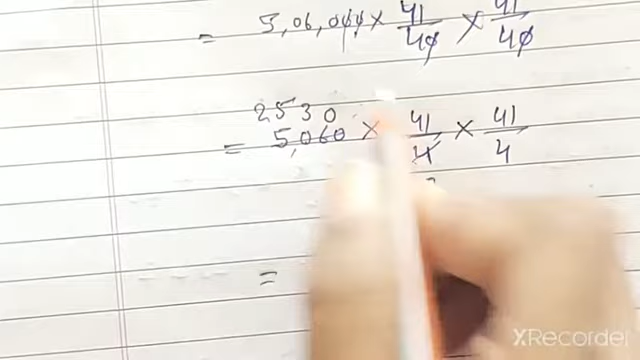 = 5,06,000 × 41/40 × 41/40
2530
= 5,060 × 41/4 × 41/4
=
XRecorder